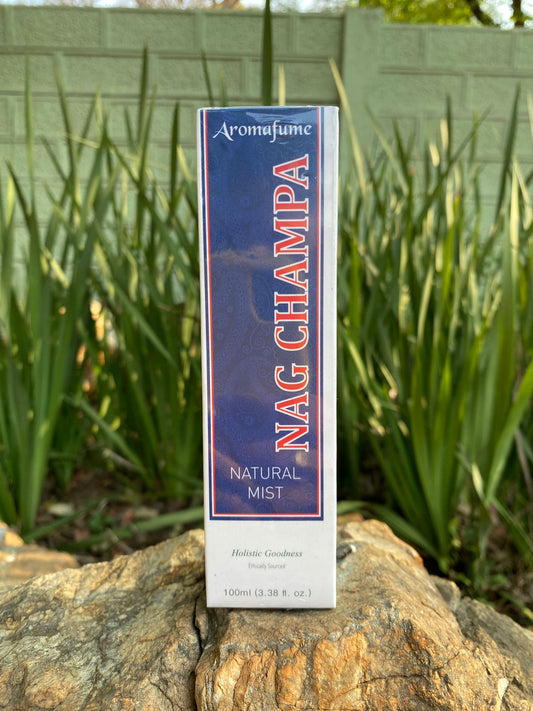 Aromafume
NAG CHAMPA
NATURAL
MIST
Holistic Goodness
Ethically Sourced
100ml (3.38 fl. oz.)